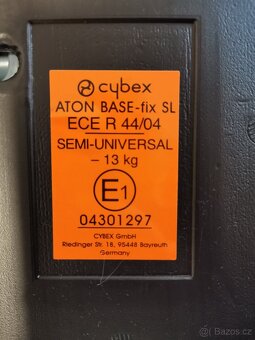 cybex
ATON BASE-fix SL
ECE R 44/04
SEMI-UNIVERSAL
– 13 kg
E1
04301297
CYBEX GmbH
Riedinger Str. 18, 95448 Bayreuth
Germany
Bazos.cz